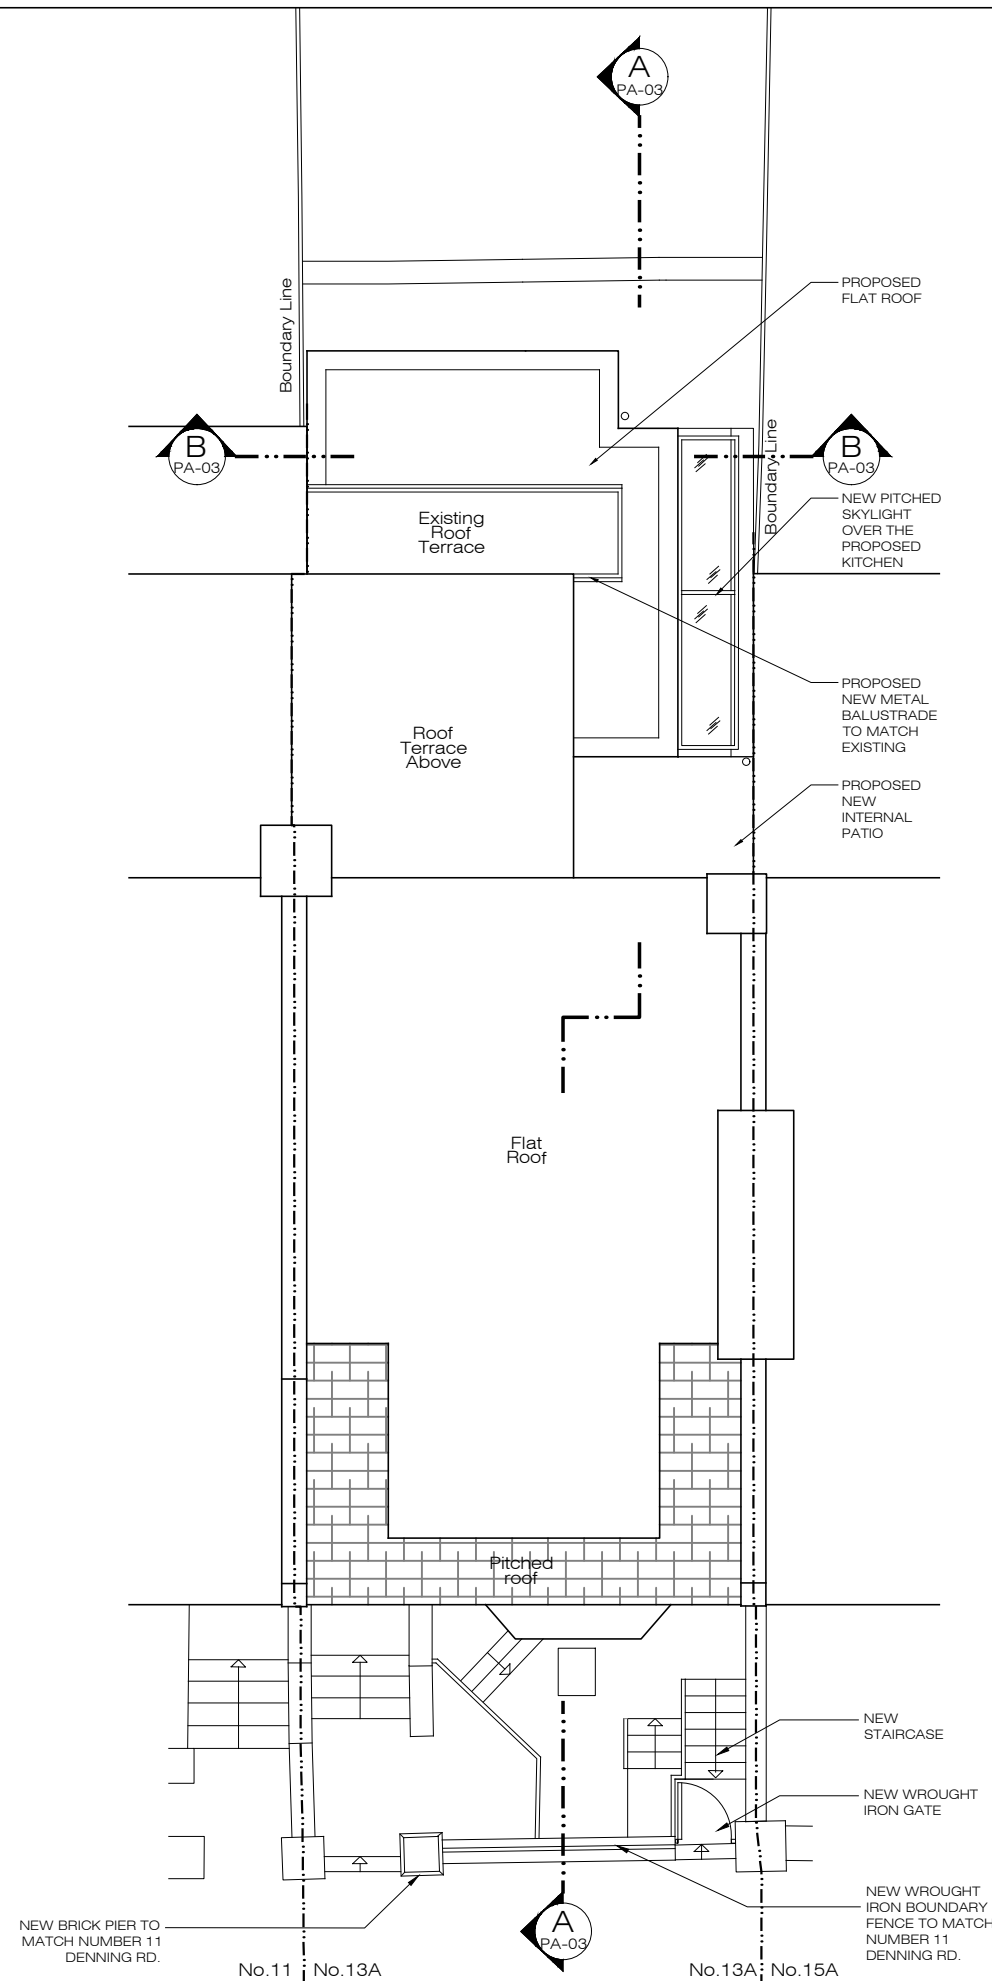 A
PA-03
PROPOSED
FLAT ROOF
Boundary Line
Boundary Line
B
PA-03
B
PA-03
NEW PITCHED
SKYLIGHT
OVER THE
PROPOSED
KITCHEN
Existing
Roof
Terrace
PROPOSED
NEW METAL
BALUSTRADE
TO MATCH
EXISTING
Roof
Terrace
Above
PROPOSED
NEW
INTERNAL
PATIO
Flat
Roof
Pitched
roof
NEW
STAIRCASE
NEW WROUGHT
IRON GATE
NEW WROUGHT
IRON BOUNDARY
FENCE TO MATCH
NUMBER 11
DENNING RD.
NEW BRICK PIER TO
MATCH NUMBER 11
DENNING RD.
A
PA-03
No.11
No.13A
No.13A
No.15A